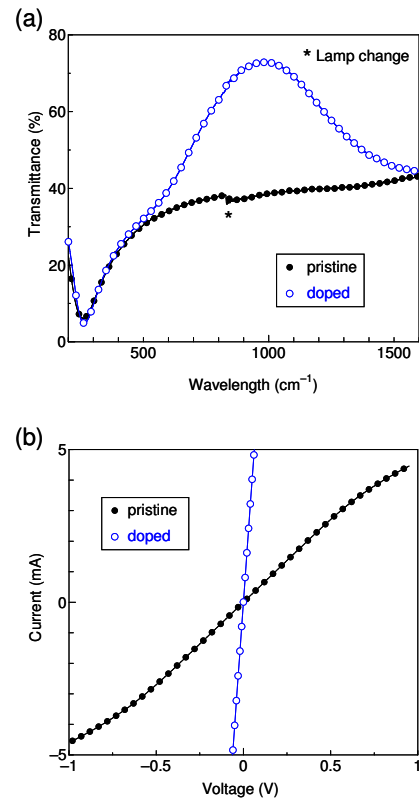 (a)
80
60
40
20
0
Transmittance (%)
* Lamp change
*
pristine
doped
500
1000
1500
Wavelength (cm⁻¹)
(b)
5
0
−5
Current (mA)
pristine
doped
−1
−0.5
0
0.5
1
Voltage (V)